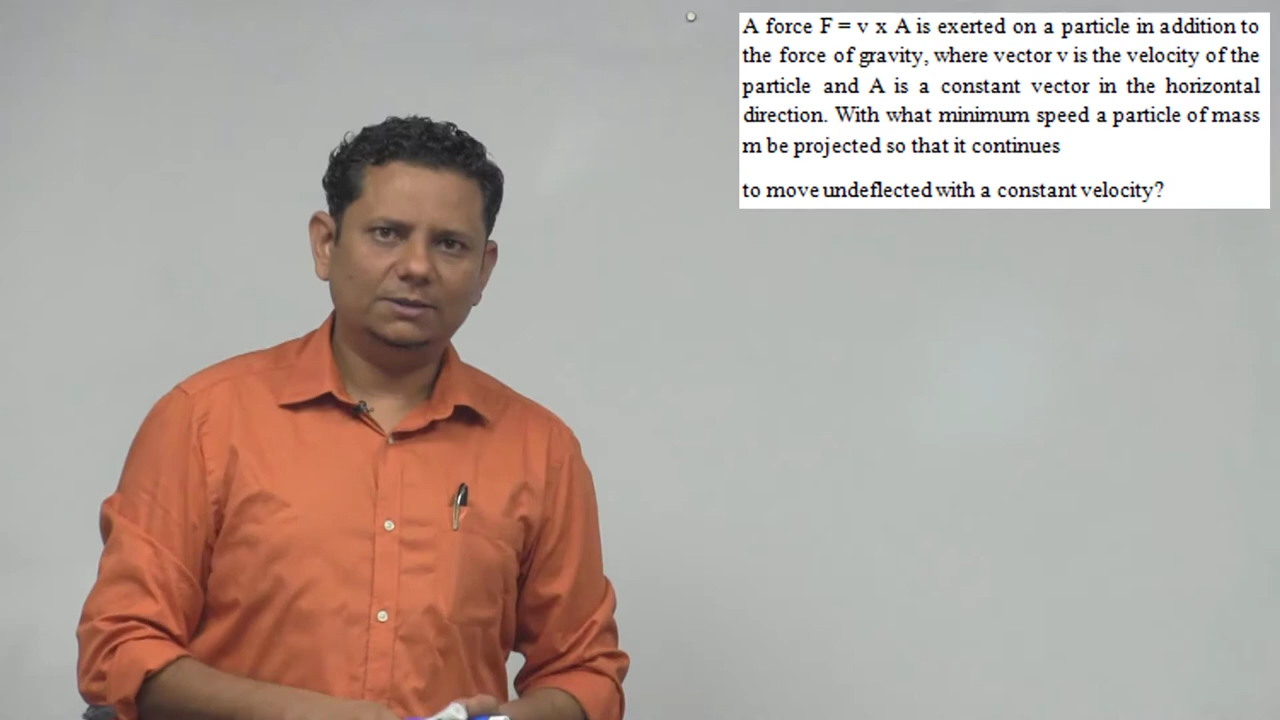 A force F = v x A is exerted on a particle in addition to
the force of gravity, where vector v is the velocity of the
particle and A is a constant vector in the horizontal
direction. With what minimum speed a particle of mass
m be projected so that it continues
to move undeflected with a constant velocity?